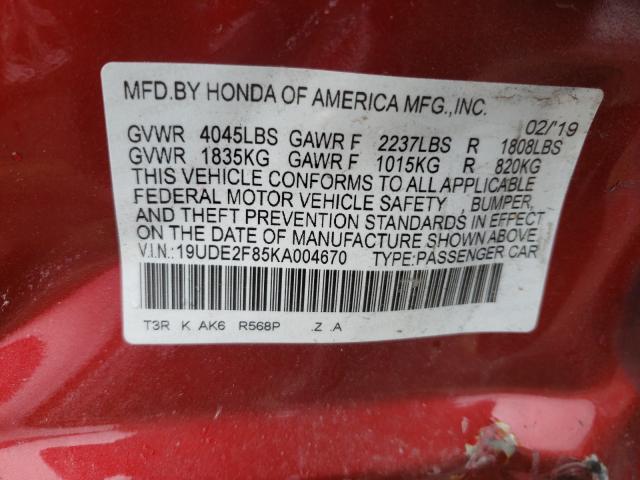 MFD.BY HONDA OF AMERICA MFG.,INC.
02/'19
GVWR 4045LBS GAWR F 2237LBS R 1808LBS
GVWR 1835KG GAWR F 1015KG R 820KG
THIS VEHICLE CONFORMS TO ALL APPLICABLE
FEDERAL MOTOR VEHICLE SAFETY , BUMPER,
AND THEFT PREVENTION STANDARDS IN EFFECT
ON THE DATE OF MANUFACTURE SHOWN ABOVE.
V.I.N.:19UDE2F85KA004670 TYPE:PASSENGER CAR
T3R K AK6 R568P .Z .A